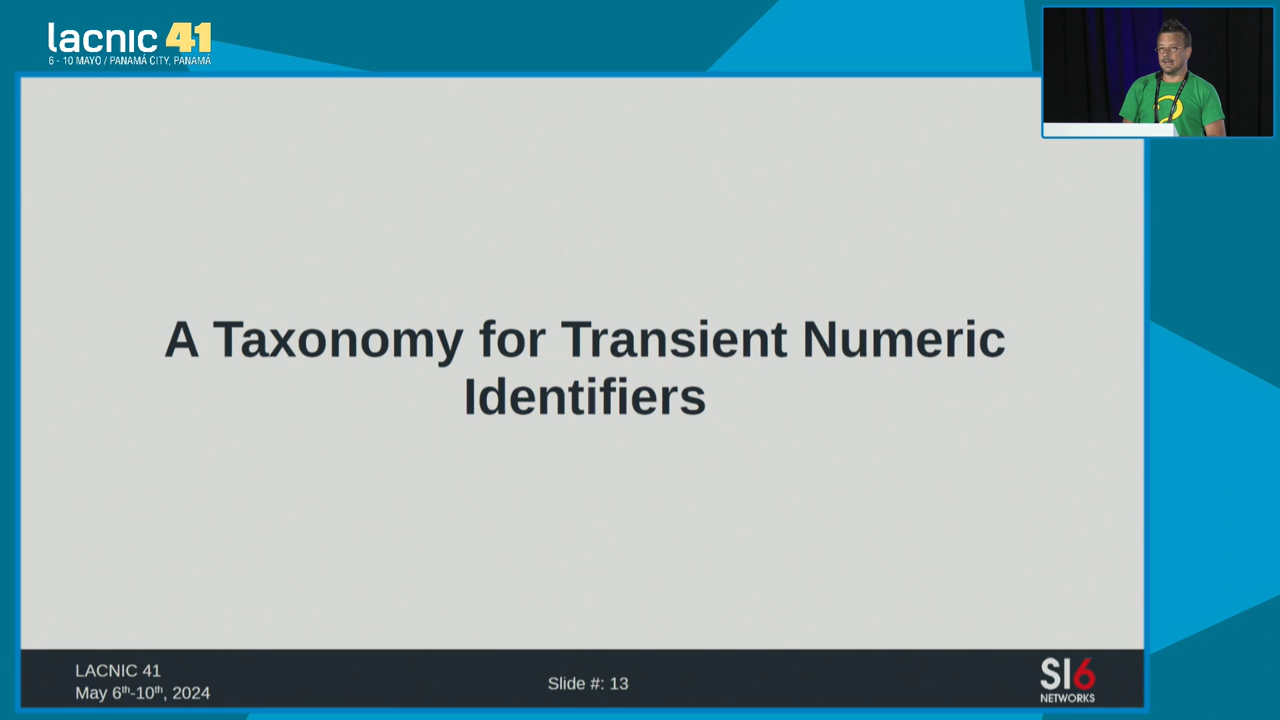 lacnic 41
6 - 10 MAYO / PANAMÁ CITY, PANAMÁ
A Taxonomy for Transient Numeric
Identifiers
LACNIC 41
May 6th-10th, 2024
Slide #: 13
SI6
NETWORKS